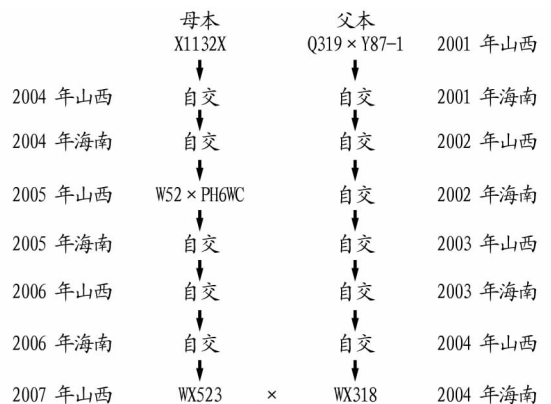 母本 父本
X1132X Q319×Y87-1 2001 年山西
2004 年山西 自交 自交 2001 年海南
2004 年海南 自交 自交 2002 年山西
2005 年山西 W52×PH6WC 自交 2002 年海南
2005 年海南 自交 自交 2003 年山西
2006 年山西 自交 自交 2003 年海南
2006 年海南 自交 自交 2004 年山西
2007 年山西 WX523 × WX318 2004 年海南